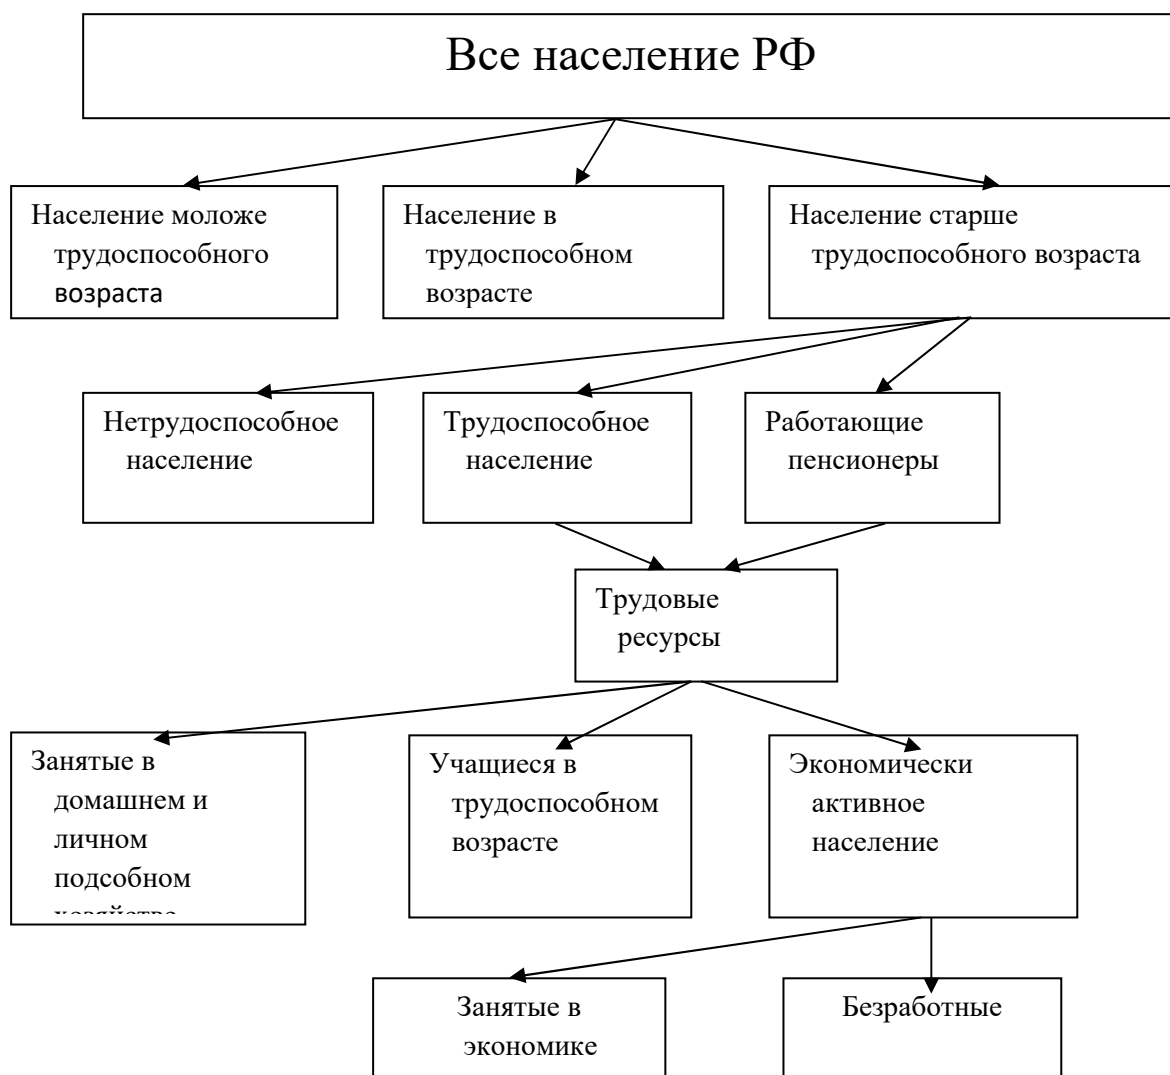 Все население РФ
Население моложе
трудоспособного
возраста
Население в
трудоспособном
возрасте
Население старше
трудоспособного возраста
Нетрудоспособное
население
Трудоспособное
население
Работающие
пенсионеры
Трудовые
ресурсы
Занятые в
домашнем и
личном
подсобном
Учащиеся в
трудоспособном
возрасте
Экономически
активное
население
Занятые в
экономике
Безработные